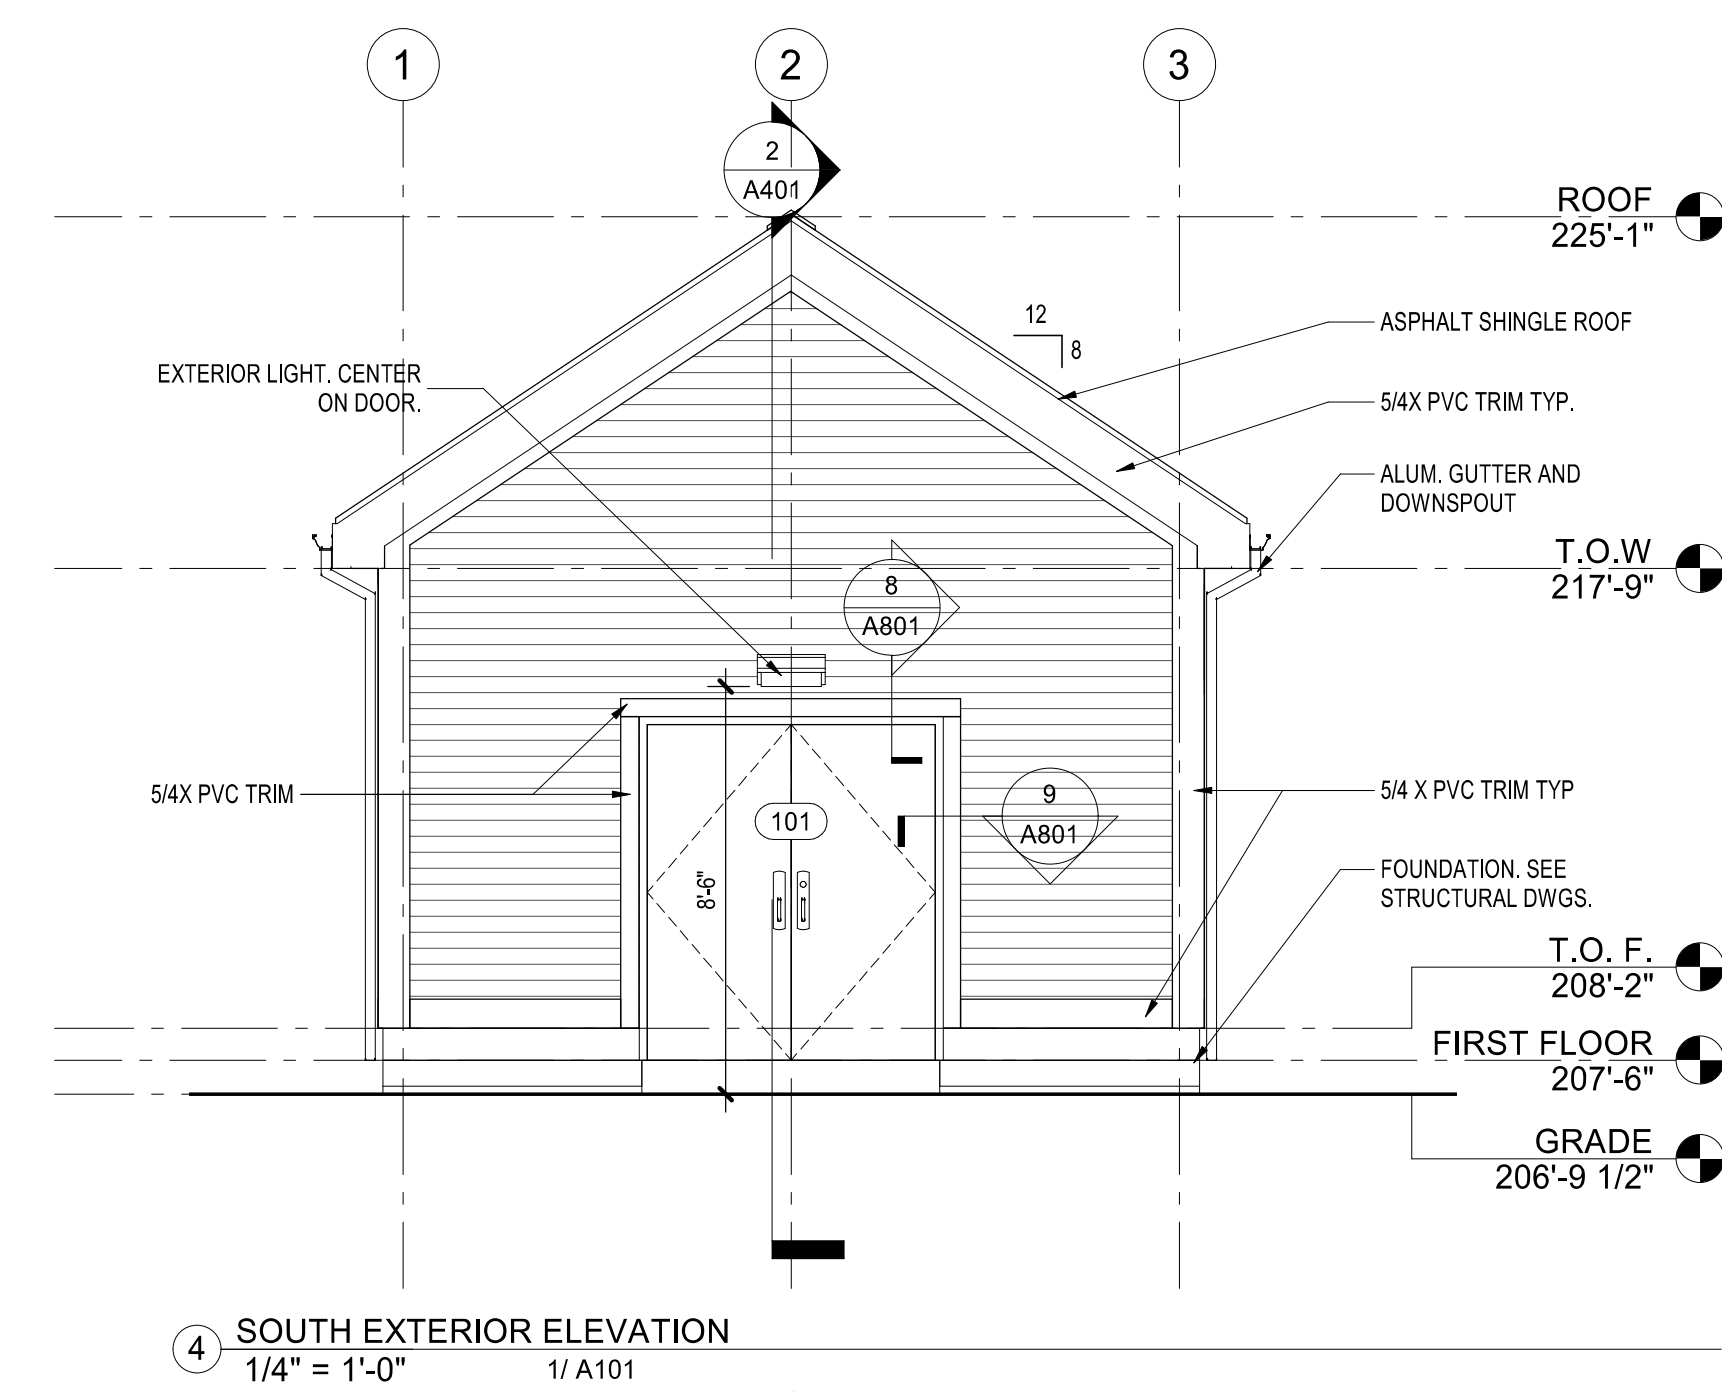 1
2
3
2
A401
ROOF
225'-1"
12
8
ASPHALT SHINGLE ROOF
EXTERIOR LIGHT. CENTER
ON DOOR.
5/4X PVC TRIM TYP.
ALUM. GUTTER AND
DOWNSPOUT
T.O.W
217'-9"
8
A801
5/4X PVC TRIM
9
A801
5/4 X PVC TRIM TYP
101
8'-6"
FOUNDATION. SEE
STRUCTURAL DWGS.
T.O. F.
208'-2"
FIRST FLOOR
207'-6"
GRADE
206'-9 1/2"
4
SOUTH EXTERIOR ELEVATION
1/4" = 1'-0"
1/ A101